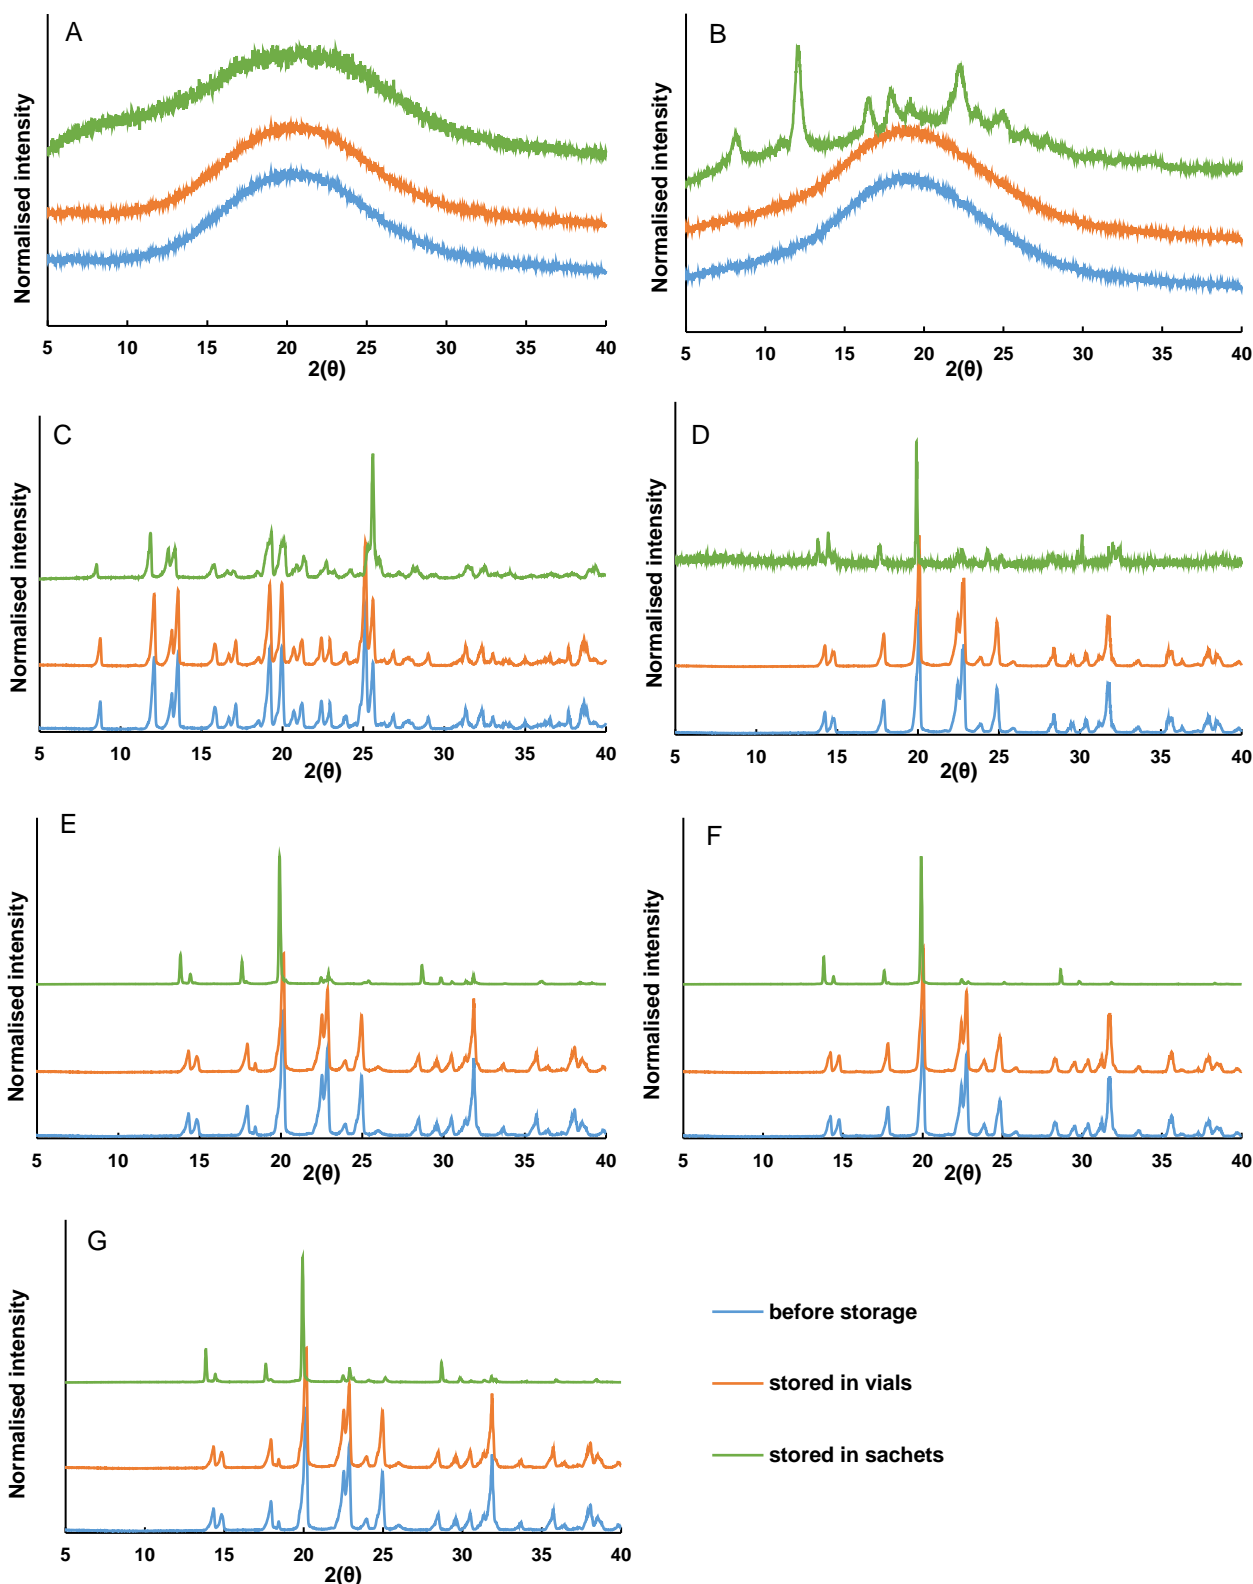 A
Normalised intensity
5 10 15 20 25 30 35 40
2(θ)
B
Normalised intensity
5 10 15 20 25 30 35 40
2(θ)
C
Normalised intensity
5 10 15 20 25 30 35 40
2(θ)
D
Normalised intensity
5 10 15 20 25 30 35 40
2(θ)
E
Normalised intensity
5 10 15 20 25 30 35 40
2(θ)
F
Normalised intensity
5 10 15 20 25 30 35 40
2(θ)
G
Normalised intensity
5 10 15 20 25 30 35 40
2(θ)
before storage
stored in vials
stored in sachets